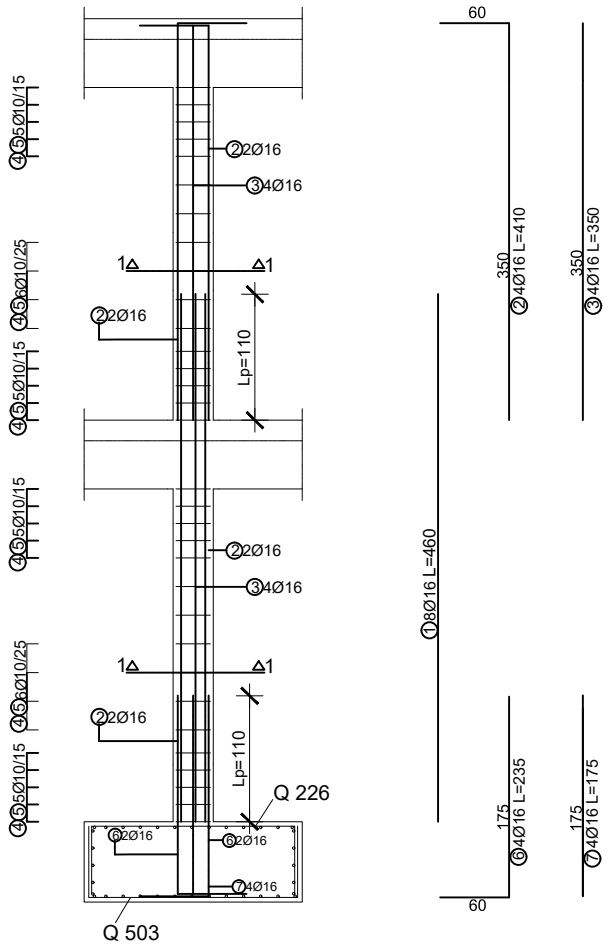 60
④⑤5Ø10/15
②2Ø16
③4Ø16
1 1
350
②4Ø16 L=410
350
③4Ø16 L=350
④⑤6Ø10/25
②2Ø16
Lp=110
④⑤5Ø10/15
④⑤5Ø10/15
②2Ø16
③4Ø16
①8Ø16 L=460
1 1
④⑤6Ø10/25
②2Ø16
Lp=110
④⑤5Ø10/15
Q 226
⑥2Ø16
⑥2Ø16
⑦4Ø16
175
⑥4Ø16 L=235
175
⑦4Ø16 L=175
60
Q 503